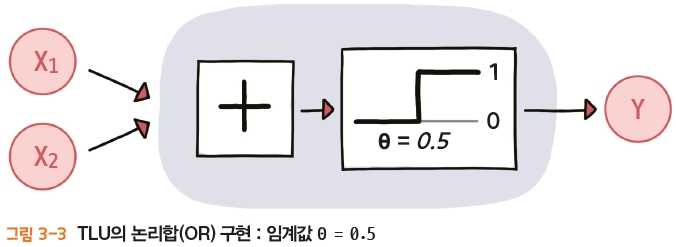 X1
X2
+
1
0
θ = 0.5
Y
그림 3-3 TLU의 논리합(OR) 구현 : 임계값 θ = 0.5